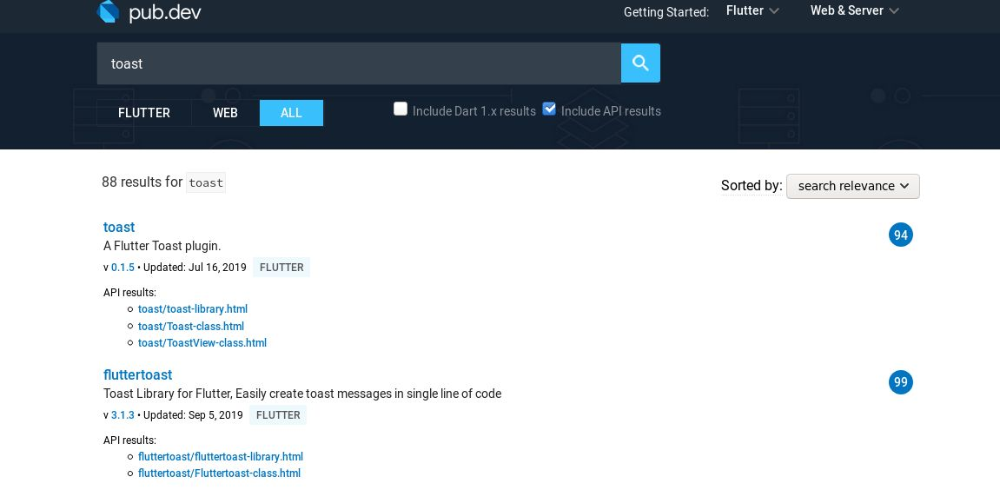 pub.dev
Getting Started: Flutter Web & Server
toast
FLUTTER WEB ALL Include Dart 1.x results Include API results
88 results for toast Sorted by: search relevance
toast 94
A Flutter Toast plugin.
v 0.1.5 • Updated: Jul 16, 2019 FLUTTER
API results:
toast/toast-library.html
toast/Toast-class.html
toast/ToastView-class.html
fluttertoast 99
Toast Library for Flutter, Easily create toast messages in single line of code
v 3.1.3 • Updated: Sep 5, 2019 FLUTTER
API results:
fluttertoast/fluttertoast-library.html
fluttertoast/Fluttertoast-class.html